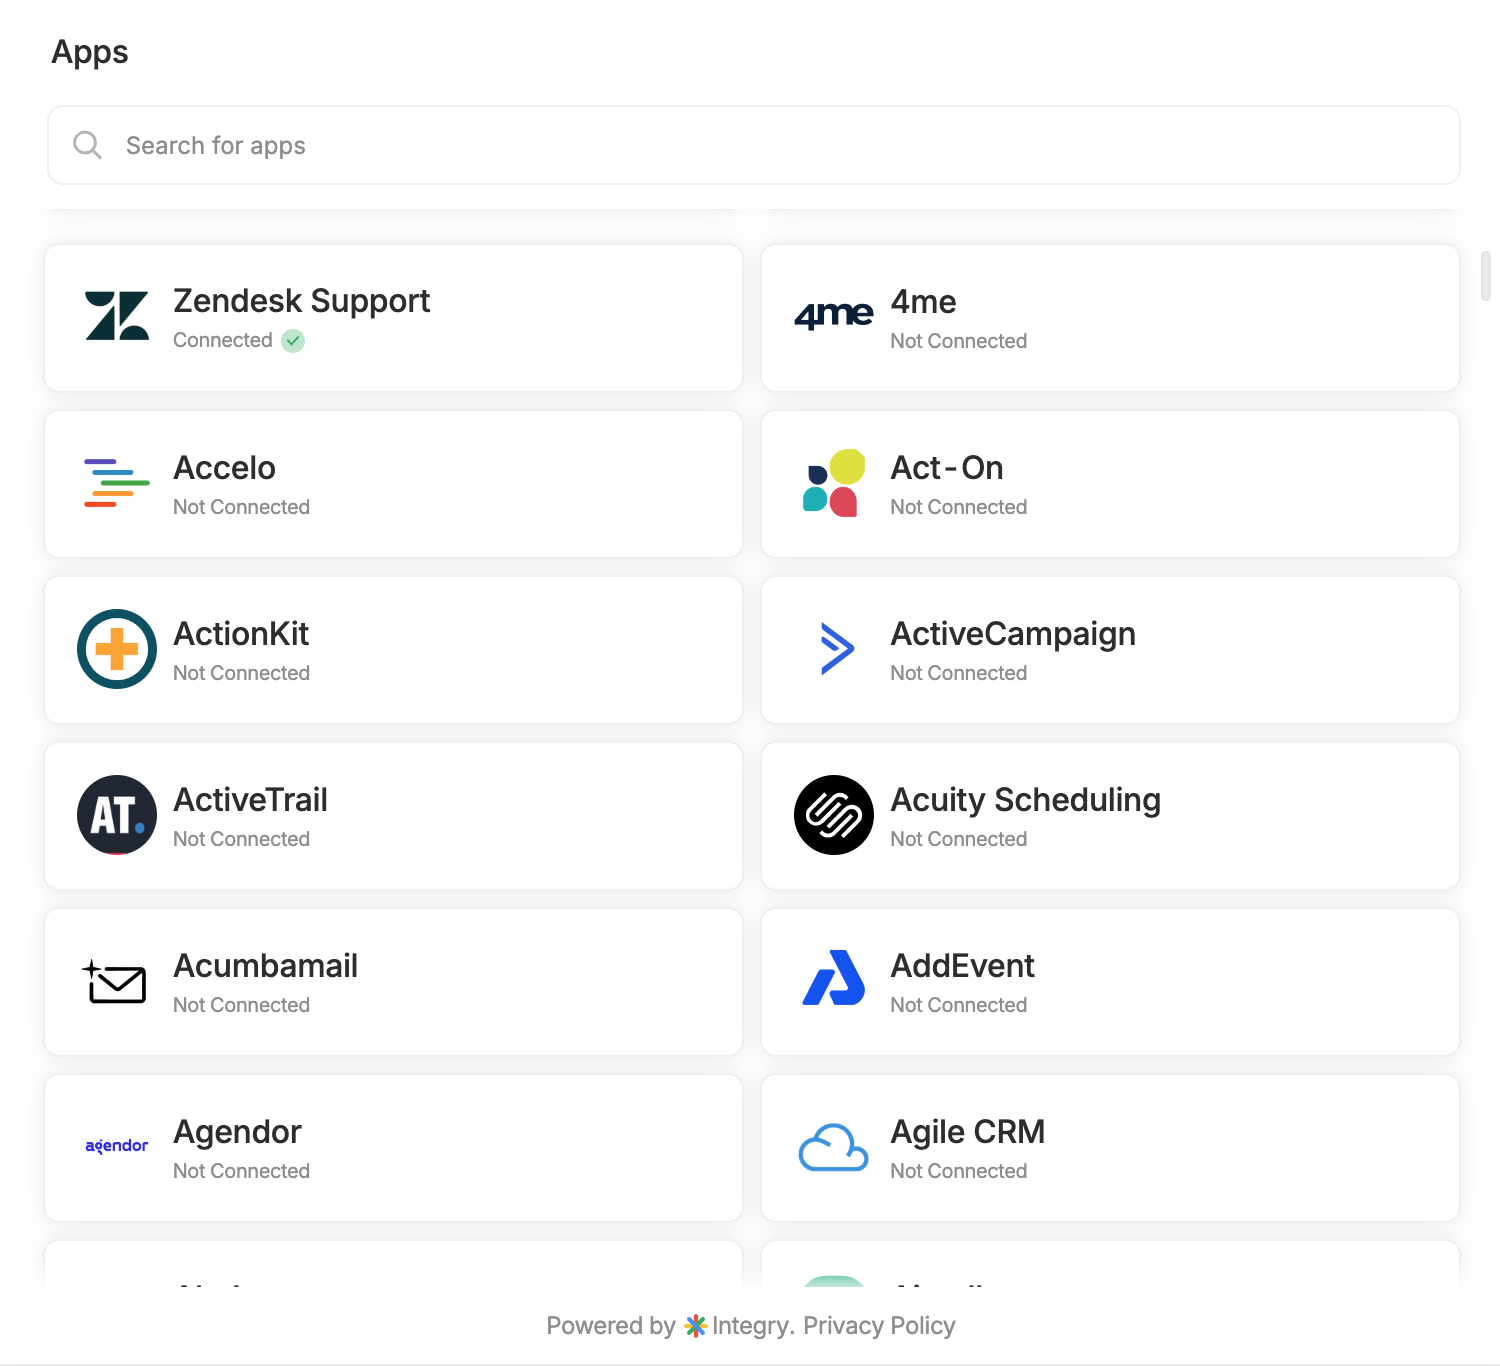 Apps
Search for apps
Zendesk Support
Connected
4me
4me
Not Connected
Accelo
Not Connected
Act-On
Not Connected
ActionKit
Not Connected
ActiveCampaign
Not Connected
AT.
ActiveTrail
Not Connected
Acuity Scheduling
Not Connected
Acumbamail
Not Connected
AddEvent
Not Connected
agendor
Agendor
Not Connected
Agile CRM
Not Connected
Powered by Integry. Privacy Policy